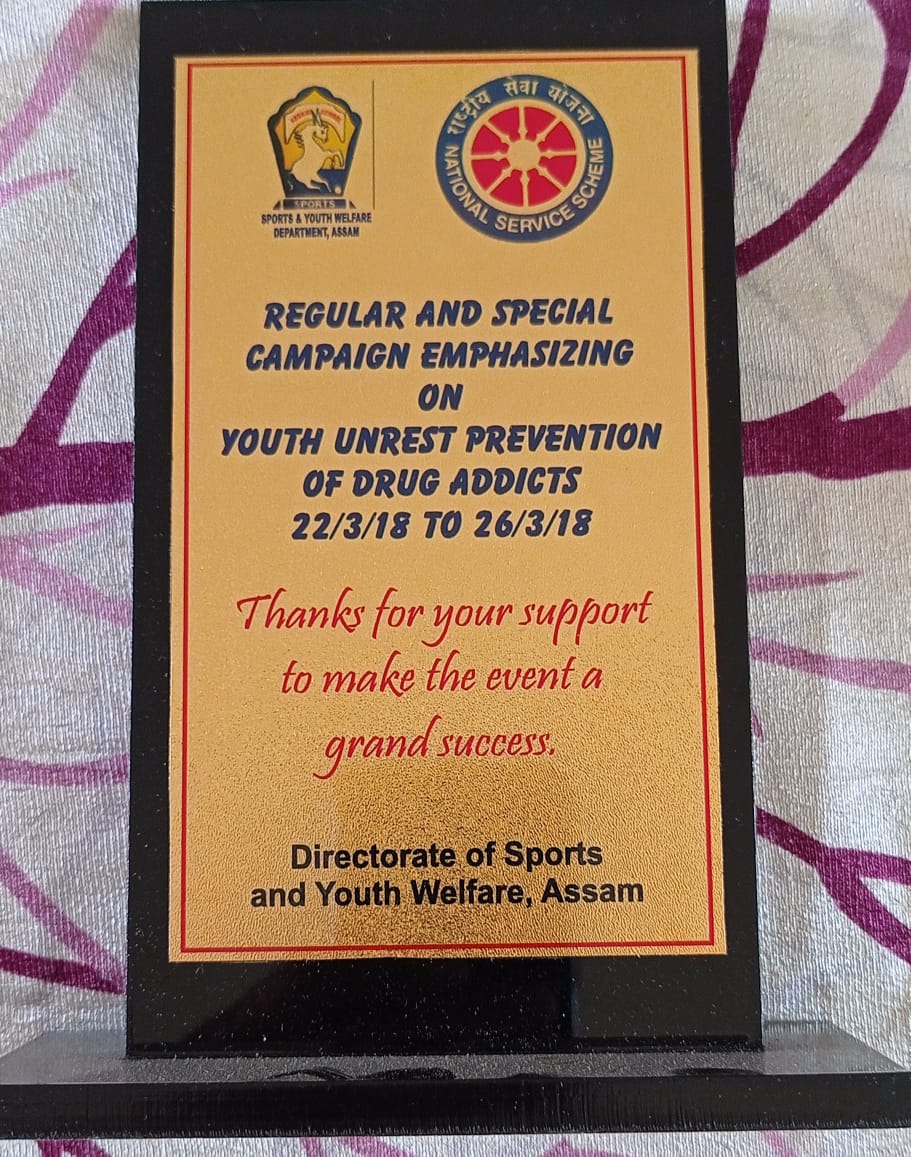 SPORTS
SPORTS & YOUTH WELFARE
DEPARTMENT, ASSAM
राष्ट्रीय सेवा योजना
NATIONAL SERVICE SCHEME
REGULAR AND SPECIAL
CAMPAIGN EMPHASIZING
ON
YOUTH UNREST PREVENTION
OF DRUG ADDICTS
22/3/18 TO 26/3/18
Thanks for your support
to make the event a
grand success.
Directorate of Sports
and Youth Welfare, Assam